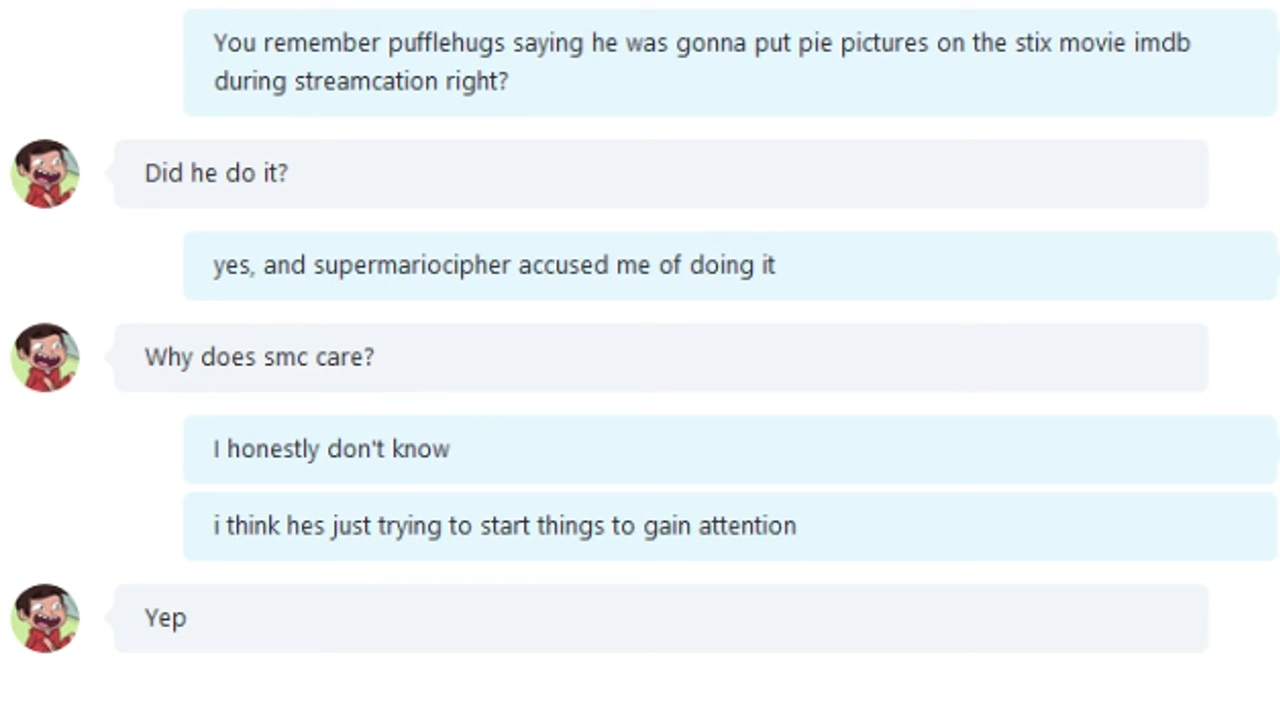 You remember pufflehugs saying he was gonna put pie pictures on the stix movie imdb
during streamcation right?
Did he do it?
yes, and supermariocipher accused me of doing it
Why does smc care?
I honestly don't know
i think hes just trying to start things to gain attention
Yep